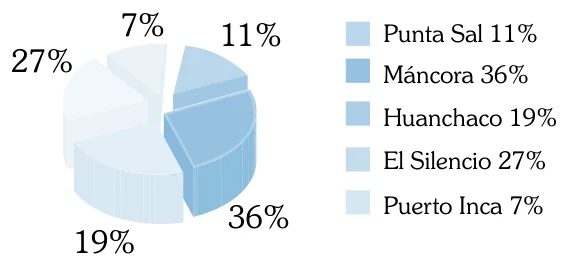 7%
11%
27%
36%
19%
Punta Sal 11%
Máncora 36%
Huanchaco 19%
El Silencio 27%
Puerto Inca 7%